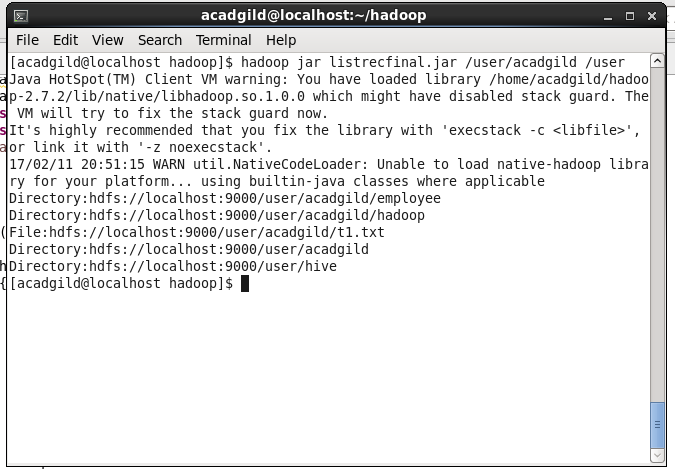 acadgild@localhost:~/hadoop
File Edit View Search Terminal Help
[acadgild@localhost hadoop]$ hadoop jar listrecfinal.jar /user/acadgild /user
Java HotSpot(TM) Client VM warning: You have loaded library /home/acadgild/hadoo
p-2.7.2/lib/native/libhadoop.so.1.0.0 which might have disabled stack guard. The
 VM will try to fix the stack guard now.
It's highly recommended that you fix the library with 'execstack -c <libfile>',
or link it with '-z noexecstack'.
17/02/11 20:51:15 WARN util.NativeCodeLoader: Unable to load native-hadoop libra
ry for your platform... using builtin-java classes where applicable
Directory:hdfs://localhost:9000/user/acadgild/employee
Directory:hdfs://localhost:9000/user/acadgild/hadoop
File:hdfs://localhost:9000/user/acadgild/t1.txt
Directory:hdfs://localhost:9000/user/acadgild
Directory:hdfs://localhost:9000/user/hive
[acadgild@localhost hadoop]$